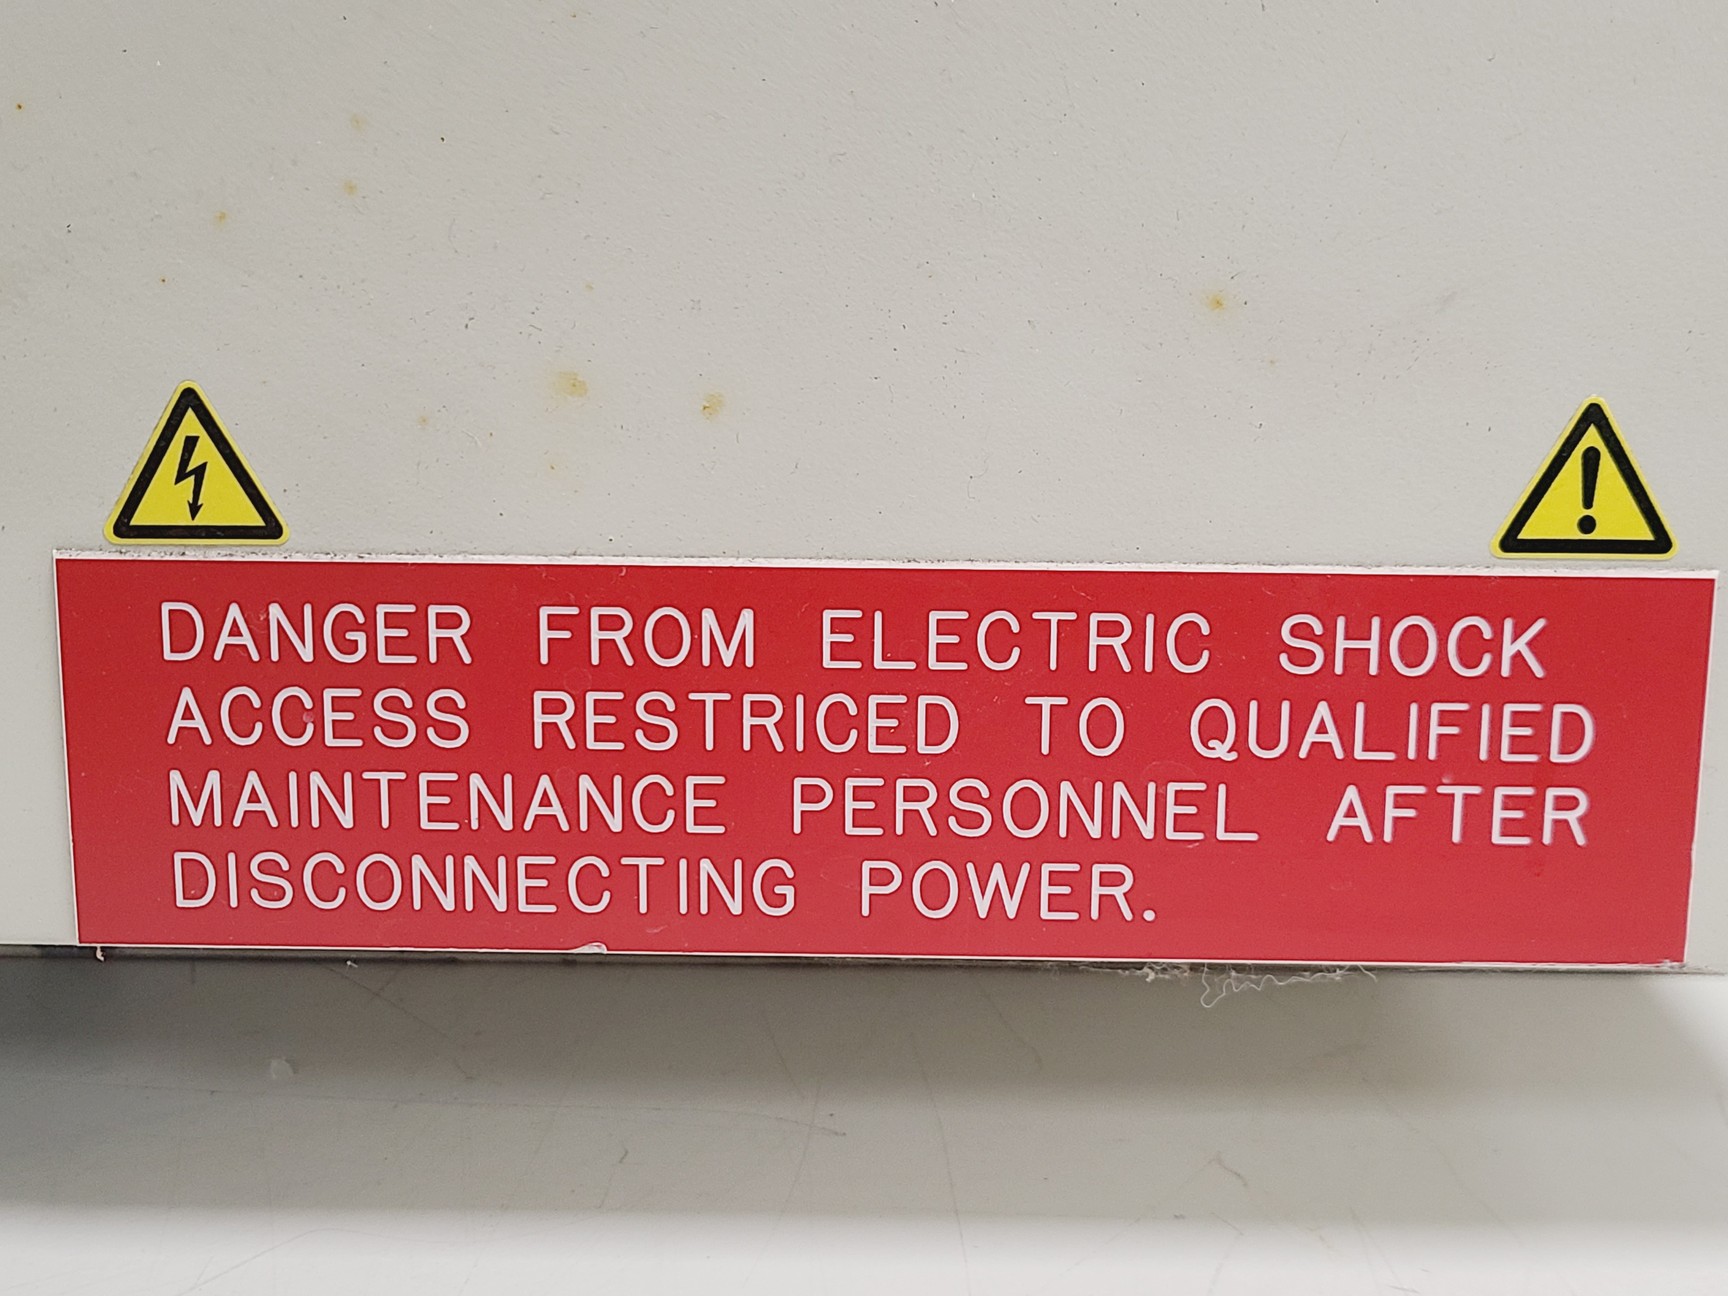 DANGER FROM ELECTRIC SHOCK
ACCESS RESTRICED TO QUALIFIED
MAINTENANCE PERSONNEL AFTER
DISCONNECTING POWER.